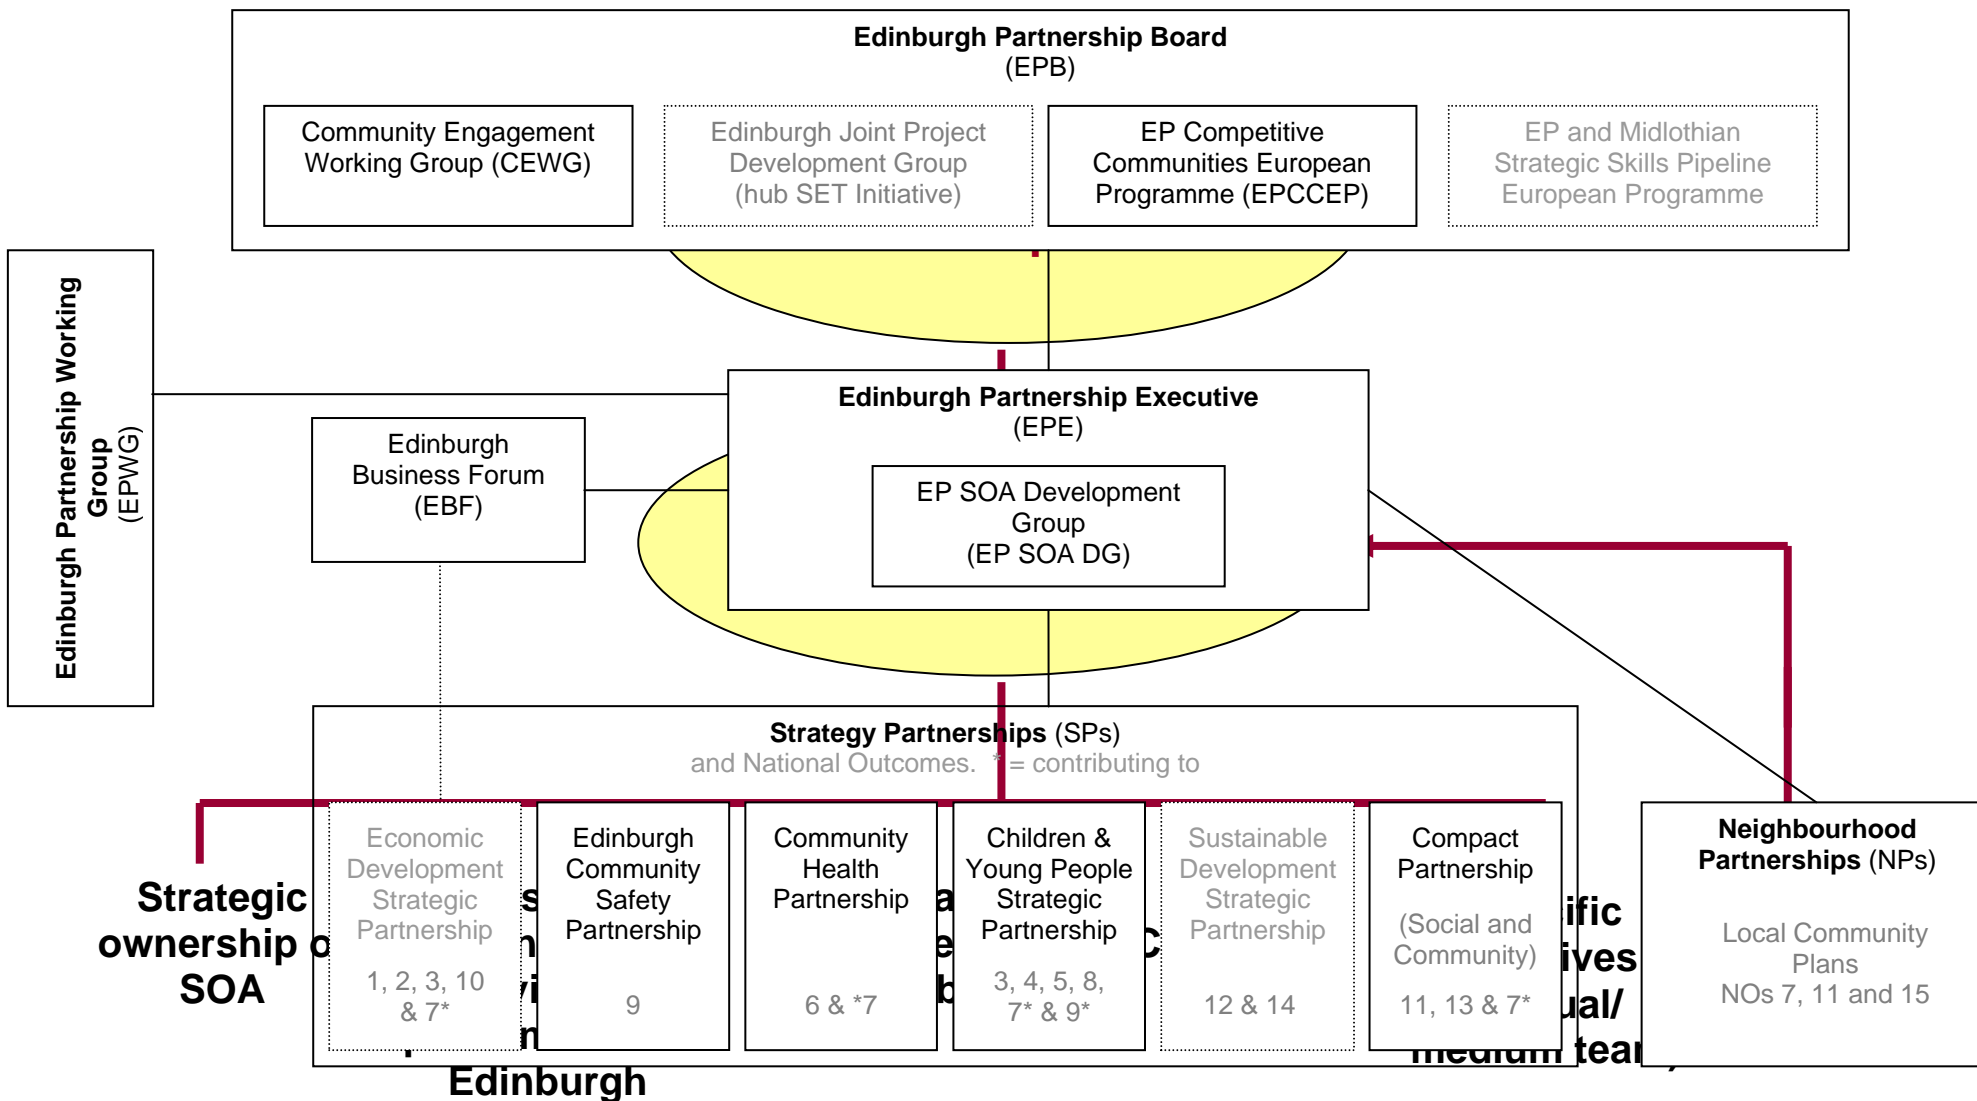 Edinburgh Partnership Board
(EPB)
Community Engagement
Working Group (CEWG)
Edinburgh Joint Project
Development Group
(hub SET Initiative)
EP Competitive
Communities European
Programme (EPCCEP)
EP and Midlothian
Strategic Skills Pipeline
European Programme
Edinburgh Partnership Working
Group
(EPWG)
Edinburgh Partnership Executive
(EPE)
Edinburgh
Business Forum
(EBF)
EP SOA Development
Group
(EP SOA DG)
Strategy Partnerships (SPs)
and National Outcomes. * = contributing to
Economic
Development
Strategic
Partnership
1, 2, 3, 10
& 7*
Edinburgh
Community
Safety
Partnership
9
Community
Health
Partnership
6 & *7
Children &
Young People
Strategic
Partnership
3, 4, 5, 8,
7* & 9*
Sustainable
Development
Strategic
Partnership
12 & 14
Compact
Partnership
(Social and
Community)
11, 13 & 7*
Neighbourhood
Partnerships (NPs)
Local Community
Plans
NOs 7, 11 and 15
Strategic
ownership
SOA
Edinburgh
medium